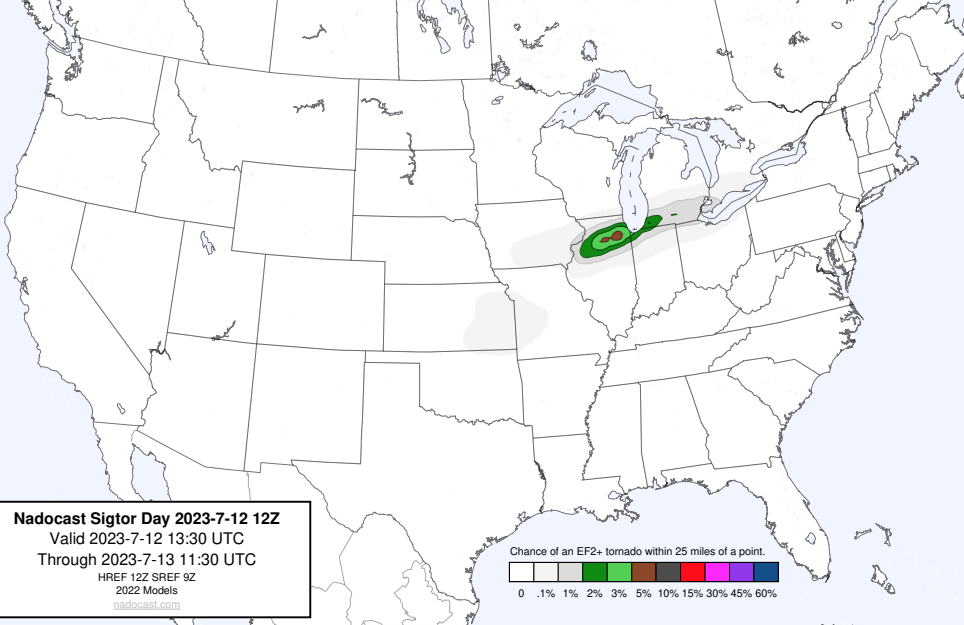 Nadocast Sigtor Day 2023-7-12 12Z
Valid 2023-7-12 13:30 UTC
Through 2023-7-13 11:30 UTC
HREF 12Z SREF 9Z
2022 Models
nadocast.com
Chance of an EF2+ tornado within 25 miles of a point.
0 .1% 1% 2% 3% 5% 10% 15% 30% 45% 60%